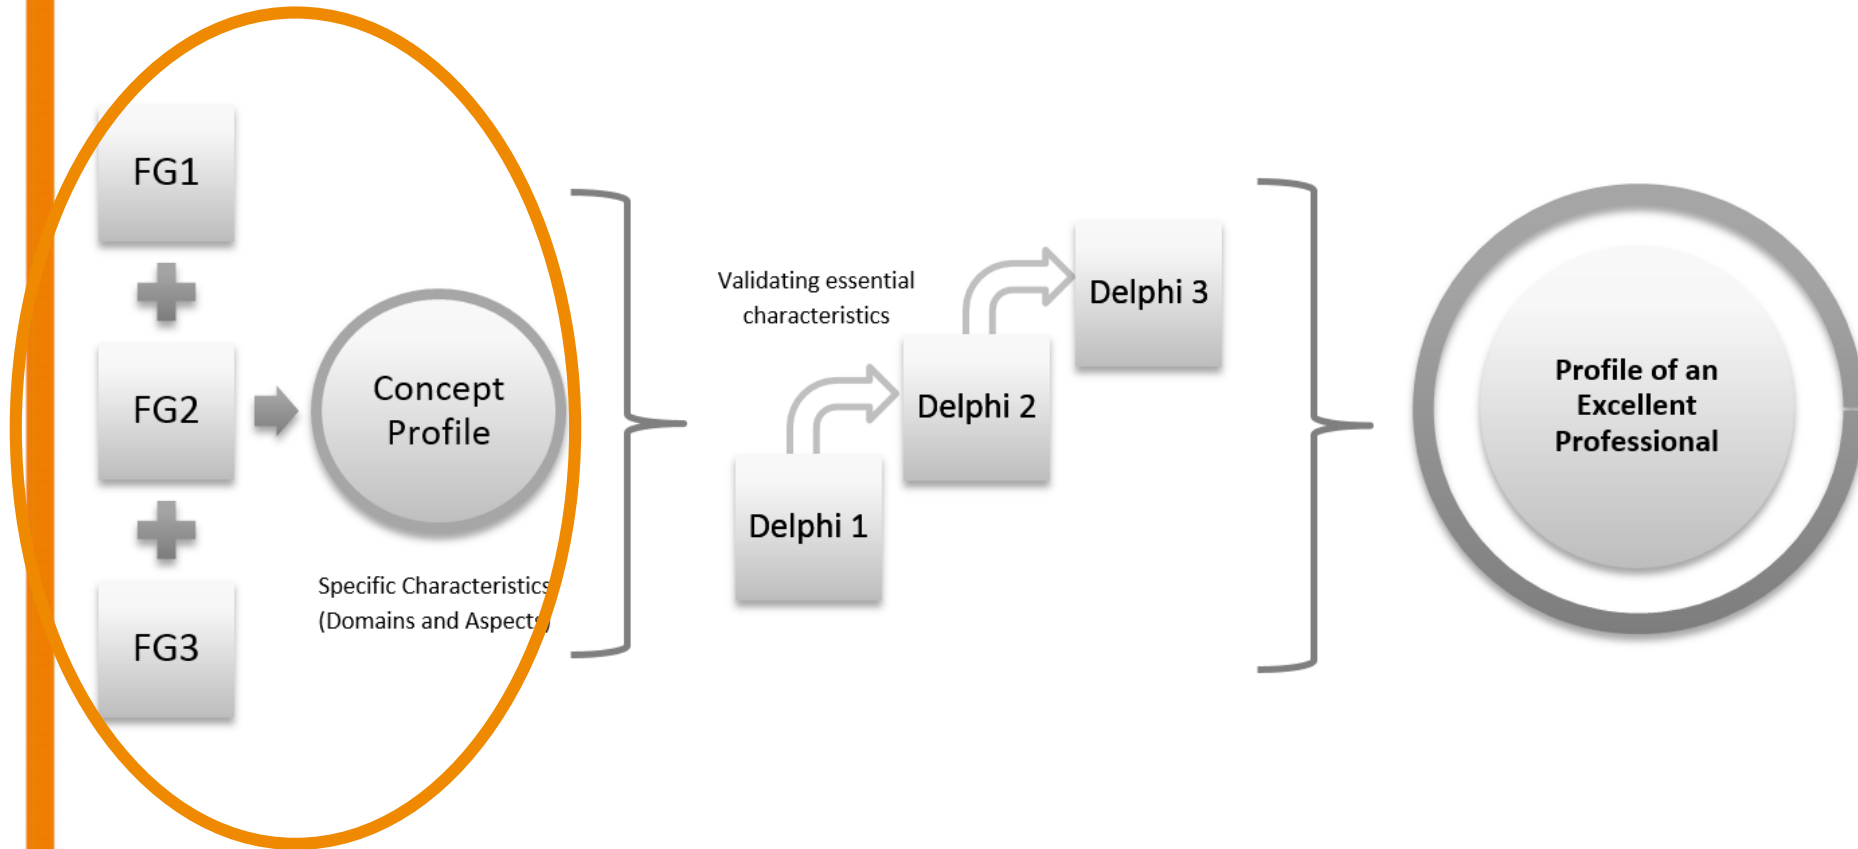 FG1
FG2
FG3
Concept
Profile
Specific Characteristics
(Domains and Aspects)
Validating essential
characteristics
Delphi 1
Delphi 2
Delphi 3
Profile of an
Excellent
Professional